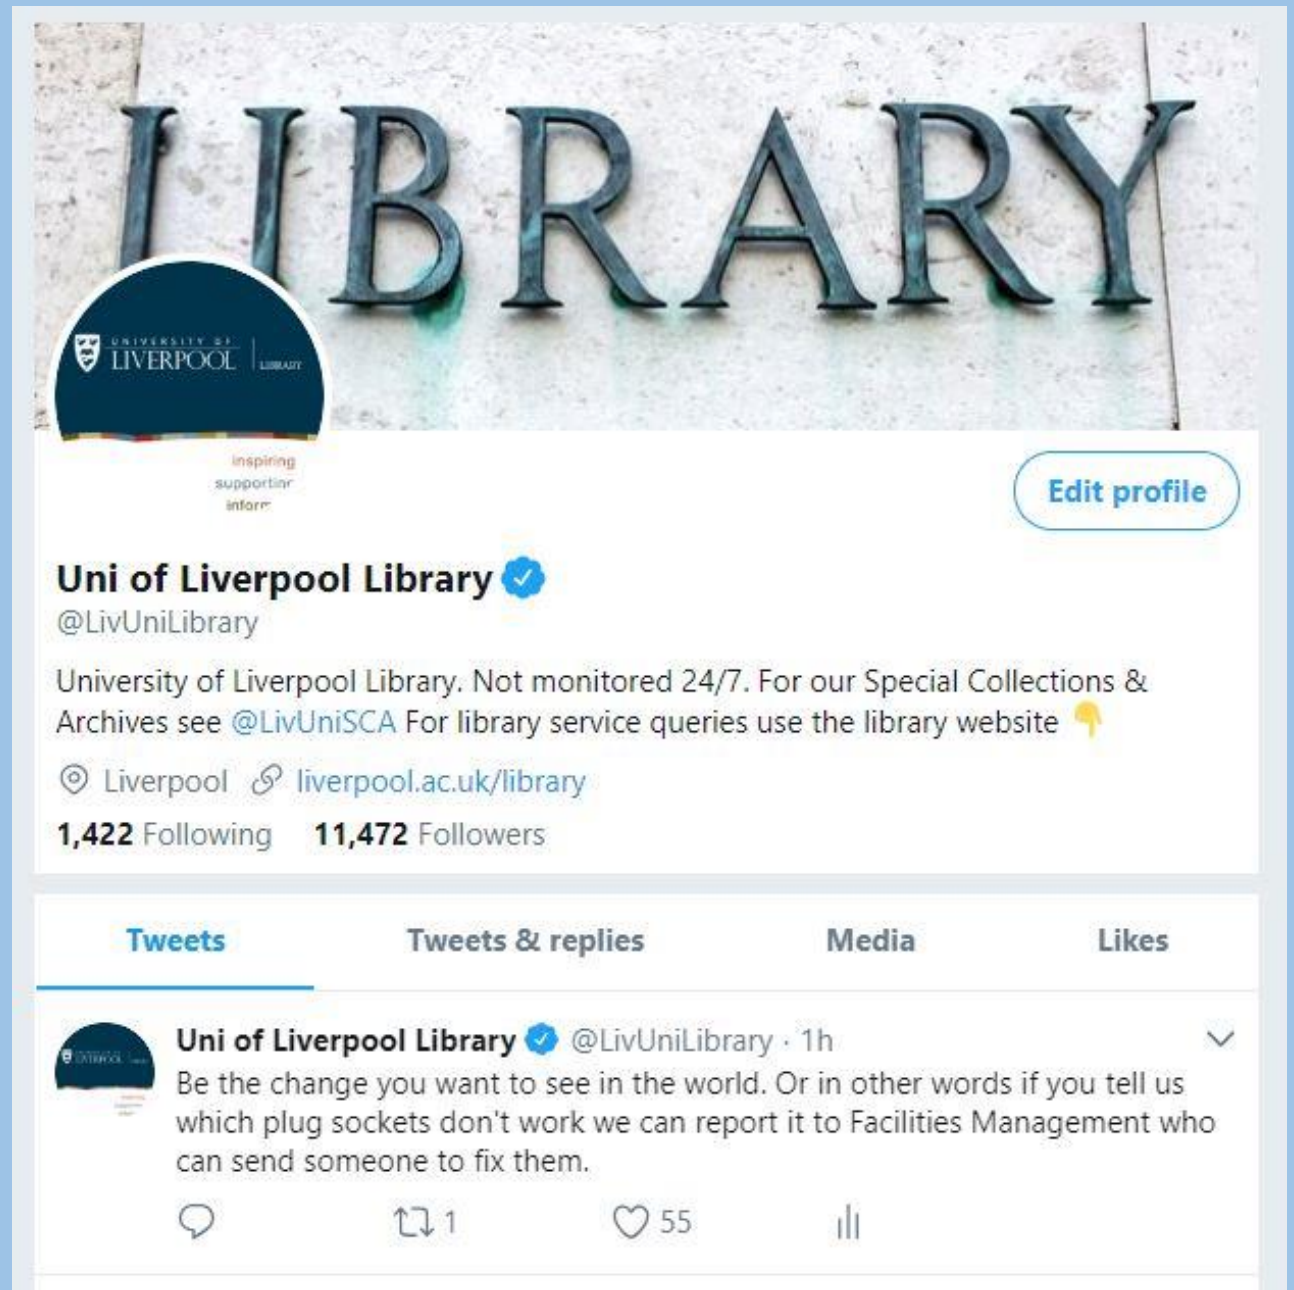 LIBRARY
UNIVERSITY OF
LIVERPOOL LIBRARY
inspiring
supporting
Edit profile
Uni of Liverpool Library
@LivUniLibrary
University of Liverpool Library. Not monitored 24/7. For our Special Collections &
Archives see @LivUniSCA For library service queries use the library website 👇
Liverpool liverpool.ac.uk/library
1,422 Following 11,472 Followers
Tweets Tweets & replies Media Likes
Uni of Liverpool Library @LivUniLibrary · 1h
Be the change you want to see in the world. Or in other words if you tell us
which plug sockets don't work we can report it to Facilities Management who
can send someone to fix them.
1 55